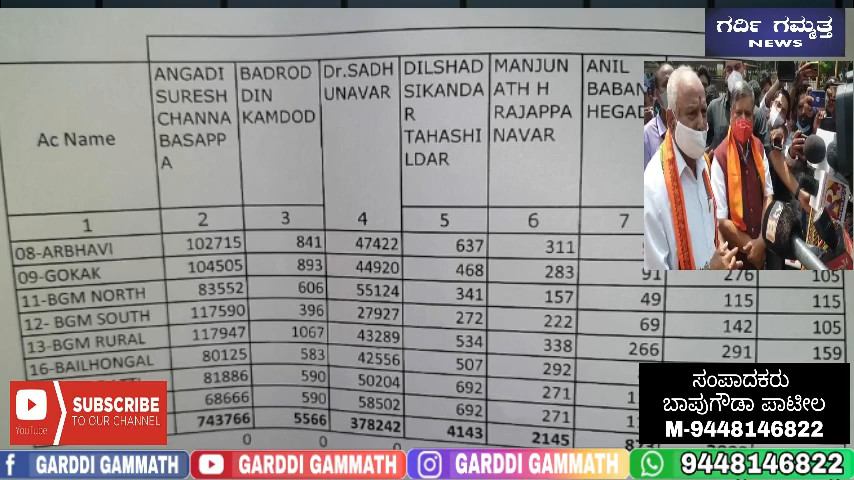 ಗರ್ದಿ ಗಮ್ಮತ್ತ
NEWS
Ac Name
ANGADI
SURESH
CHANNA
BASAPP
A
BADROD
DIN
KAMDOD
Dr.SADH
UNAVAR
DILSHAD
SIKANDA
R
TAHASHI
LDAR
MANJUN
ATH H
RAJAPPA
NAVAR
ANIL
BABAN
HEGAD
1 2 3 4 5 6 7
08-ARBHAVI 102715 841 47422 637 311
09-GOKAK 104505 893 44920 468 283 91 276 105
11-BGM NORTH 83552 606 55124 341 157 49 115 115
12- BGM SOUTH 117590 396 27927 272 222 69 142 105
13-BGM RURAL 117947 1067 43289 534 338 266 291 159
16-BAILHONGAL 80125 583 42556 507 292
81886 590 50204 692 271
68666 590 58502 692 271
743766 5566 378242 4143 2145
0 0 0
YouTube
SUBSCRIBE
TO OUR CHANNEL
ಸಂಪಾದಕರು
ಬಾಪುಗೌಡಾ ಪಾಟೀಲ
M-9448146822
GARDDI GAMMATH GARDDI GAMMATH GARDDI GAMMATH 9448146822